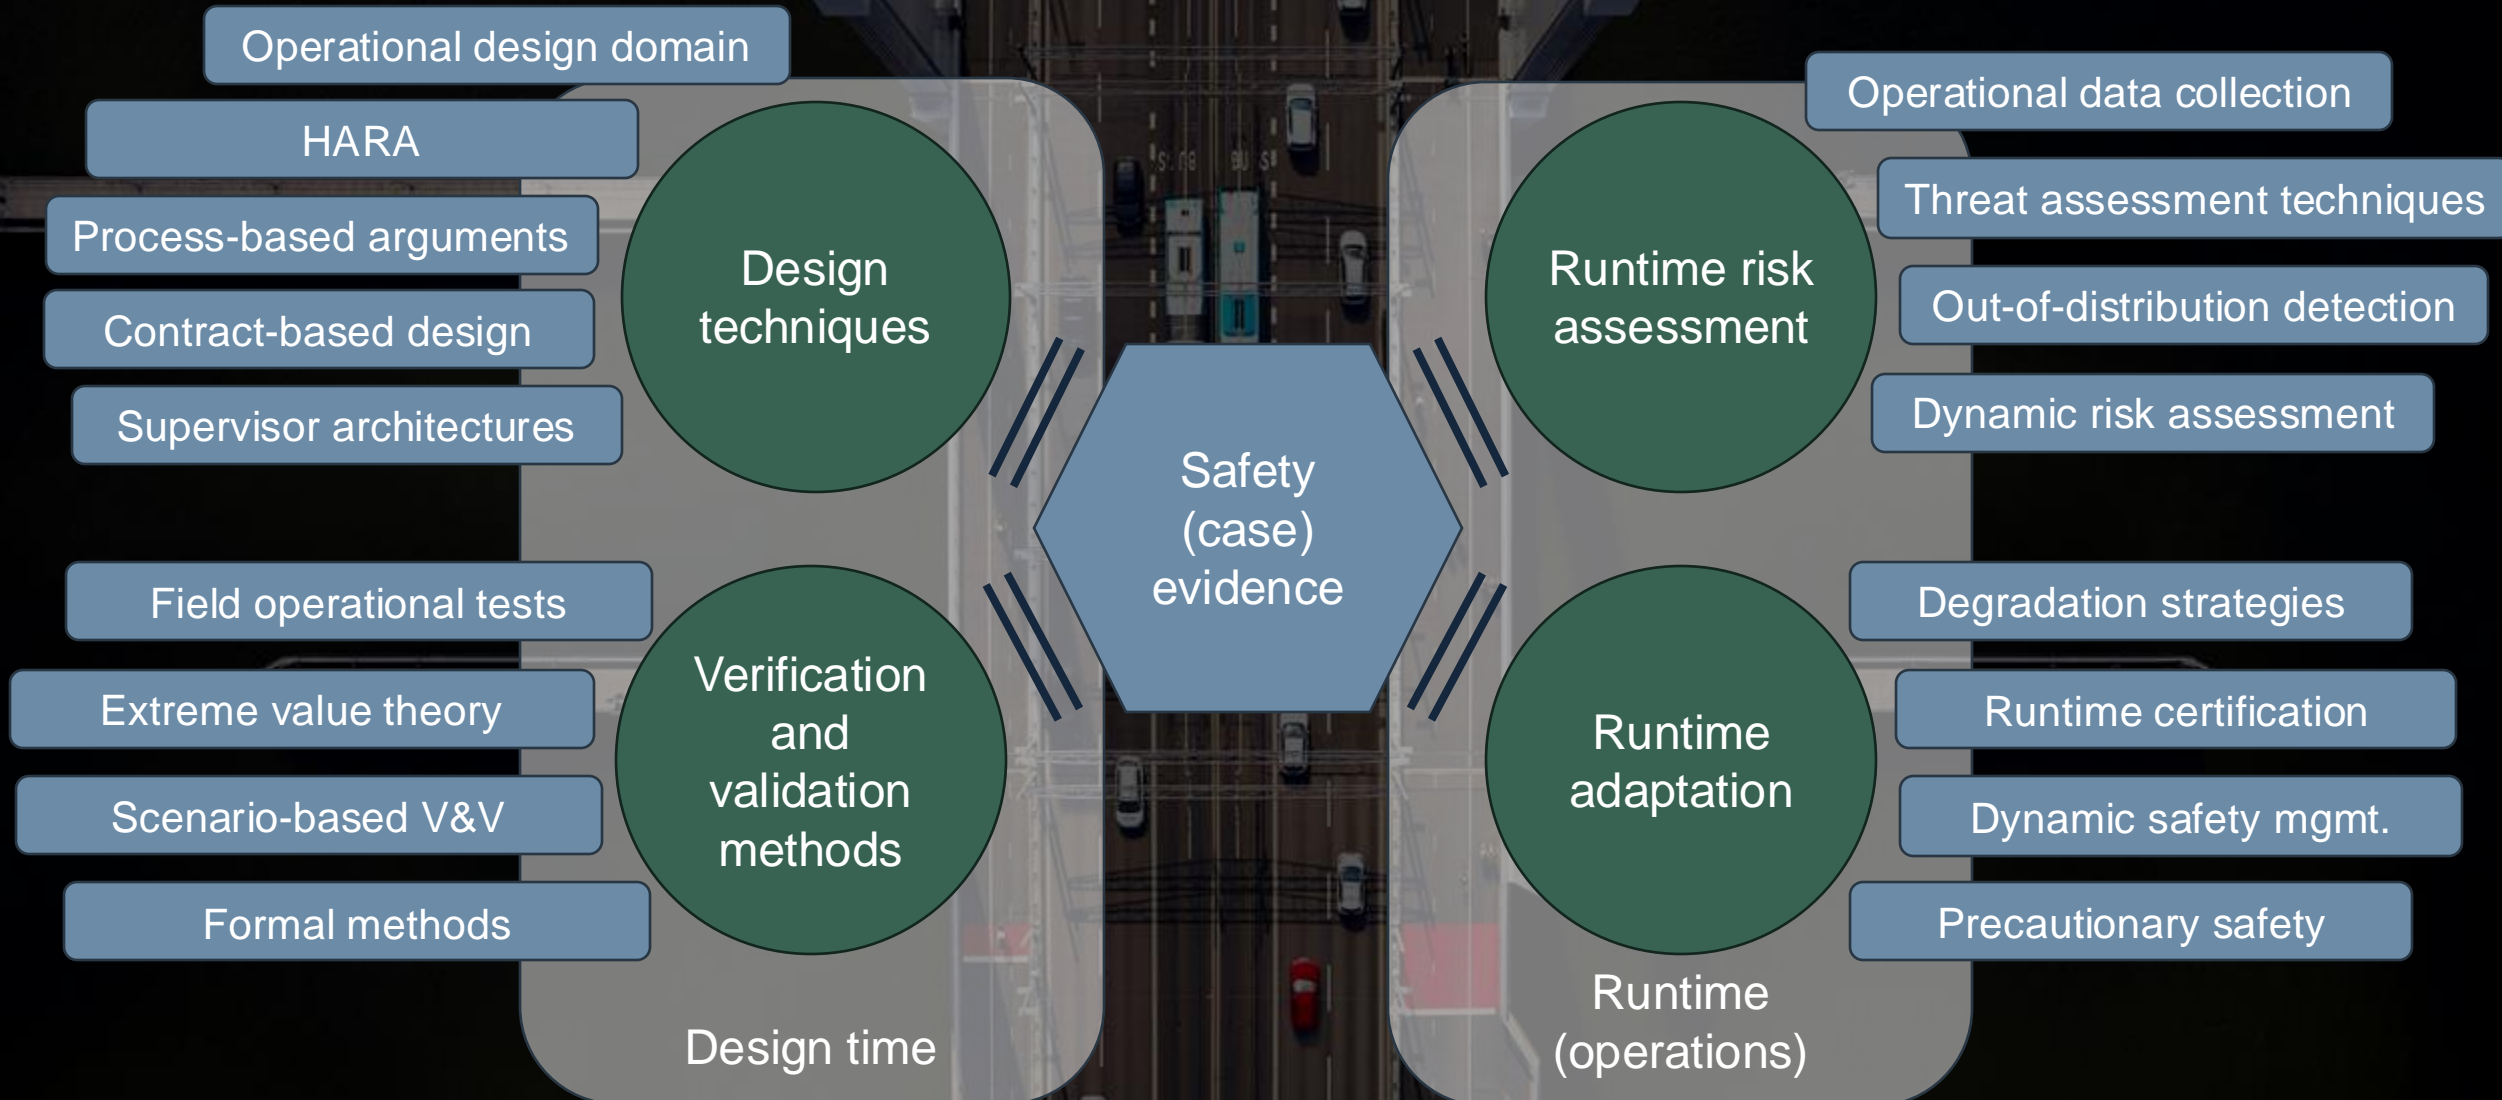 Operational design domain
HARA
Process-based arguments
Contract-based design
Supervisor architectures
Design
techniques
Field operational tests
Extreme value theory
Scenario-based V&V
Formal methods
Verification
and
validation
methods
Design time
Safety
(case)
evidence
Runtime risk
assessment
Operational data collection
Threat assessment techniques
Out-of-distribution detection
Dynamic risk assessment
Runtime
adaptation
Degradation strategies
Runtime certification
Dynamic safety mgmt.
Precautionary safety
Runtime
(operations)